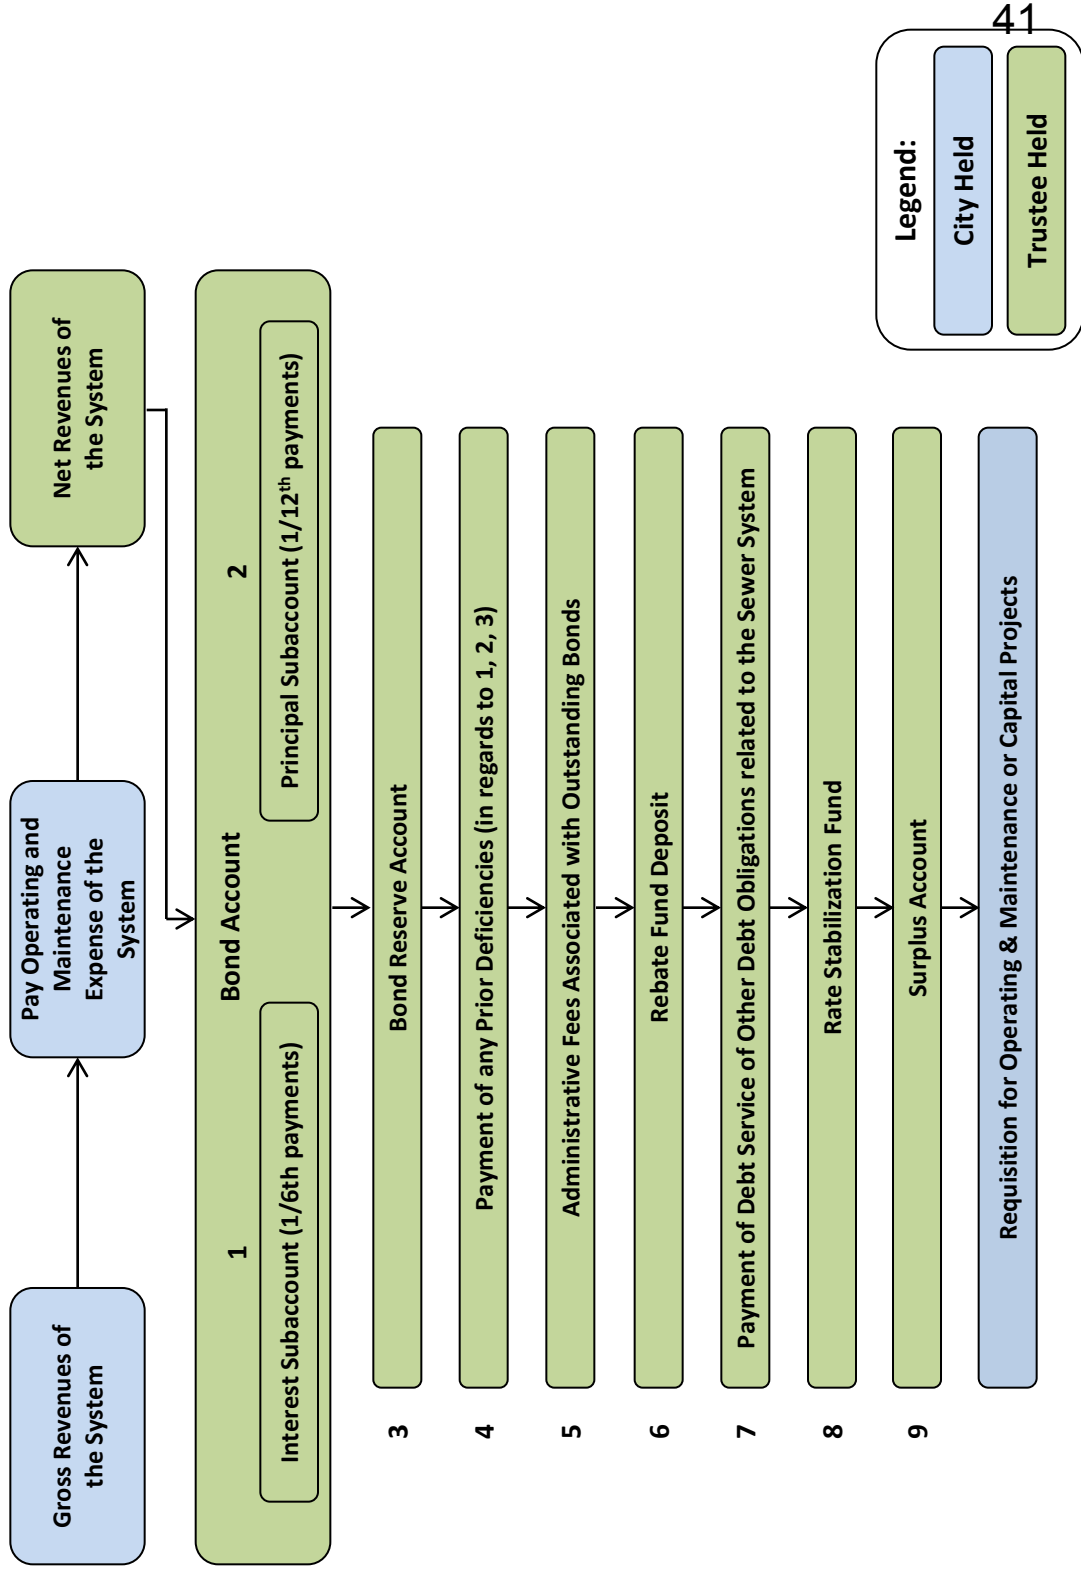 Gross Revenues of
the System
Pay Operating and
Maintenance
Expense of the
System
Net Revenues of
the System
Bond Account
1
2
Interest Subaccount (1/6th payments)
Principal Subaccount (1/12th payments)
3
Bond Reserve Account
4
Payment of any Prior Deficiencies (in regards to 1, 2, 3)
5
Administrative Fees Associated with Outstanding Bonds
6
Rebate Fund Deposit
7
Payment of Debt Service of Other Debt Obligations related to the Sewer System
8
Rate Stabilization Fund
9
Surplus Account
Requisition for Operating & Maintenance or Capital Projects
Legend:
City Held
Trustee Held
41